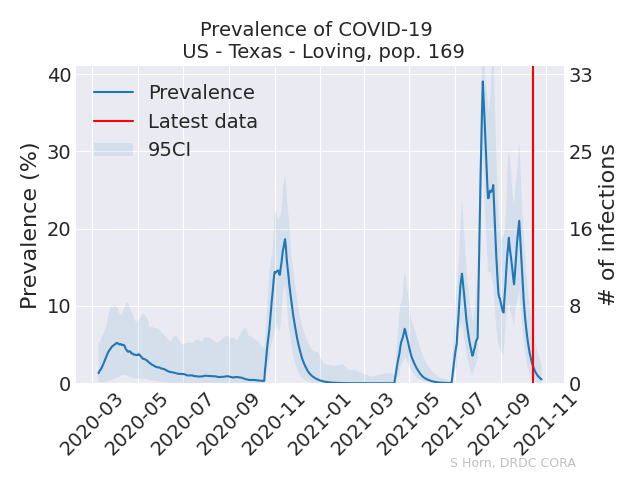 Prevalence of COVID-19
US - Texas - Loving, pop. 169
Prevalence
Latest data
95CI
Prevalence (%)
40
30
20
10
0
33
25
16
8
0
# of infections
2020-03
2020-05
2020-07
2020-09
2020-11
2021-01
2021-03
2021-05
2021-07
2021-09
2021-11
S Horn, DRDC CORA